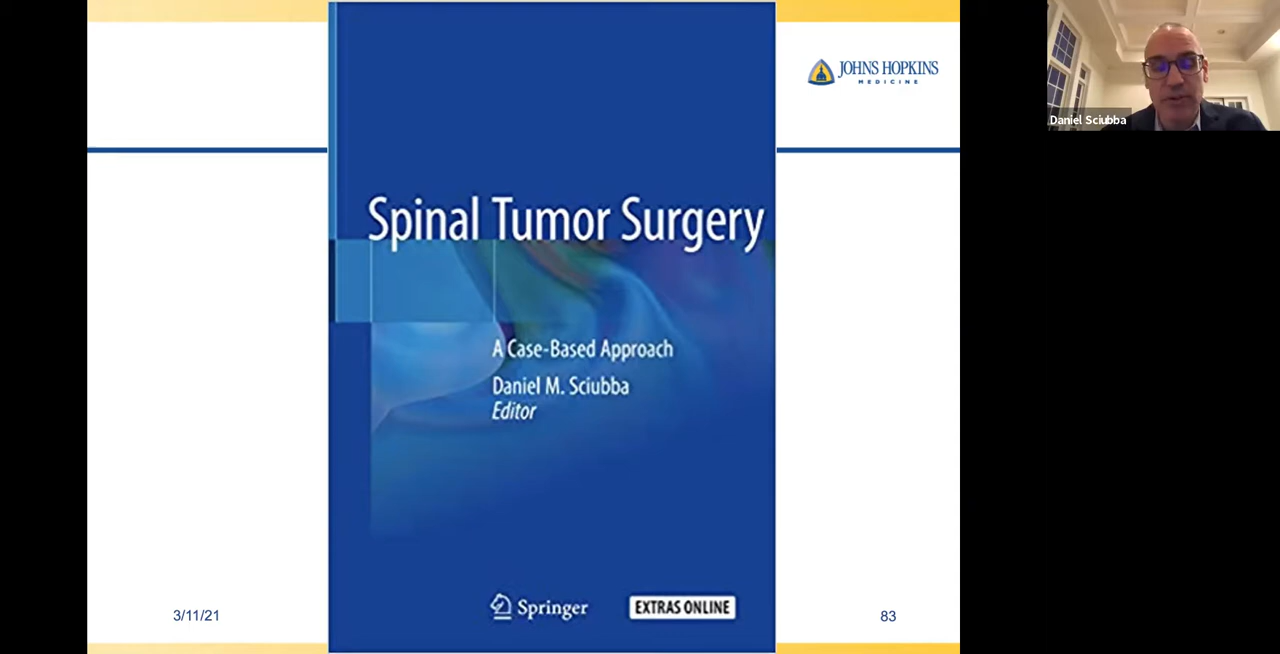 JOHNS HOPKINS
MEDICINE
Daniel Sciubba
Spinal Tumor Surgery
A Case-Based Approach
Daniel M. Sciubba
Editor
Springer
EXTRAS ONLINE
3/11/21
83